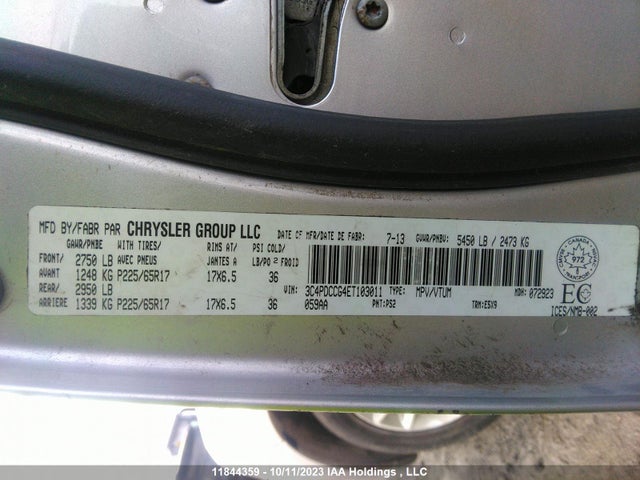 MFD BY/FABR PAR CHRYSLER GROUP LLC DATE OF MFR/DATE DE FABR: 7-13 GVWR/PNBV: 5450 LB / 2473 KG
GAWR/PNBE WITH TIRES/ RIMS AT/ PSI COLD/
FRONT/ 2750 LB AVEC PNEUS JANTES A LB/PO² FROID
AVANT 1248 KG P225/65R17 17X6.5 36
REAR/ 2950 LB
ARRIERE 1339 KG P225/65R17 17X6.5 36
VIN: 3C4PDCCG4ET103011 TYPE: MPV/VTUM MDH: 072923
059AA PNT: PS2 TRM: ESX9
CANADA
972
TRANSPORT
EC
ICES/NMB-002
11844359 - 10/11/2023 IAA Holdings , LLC